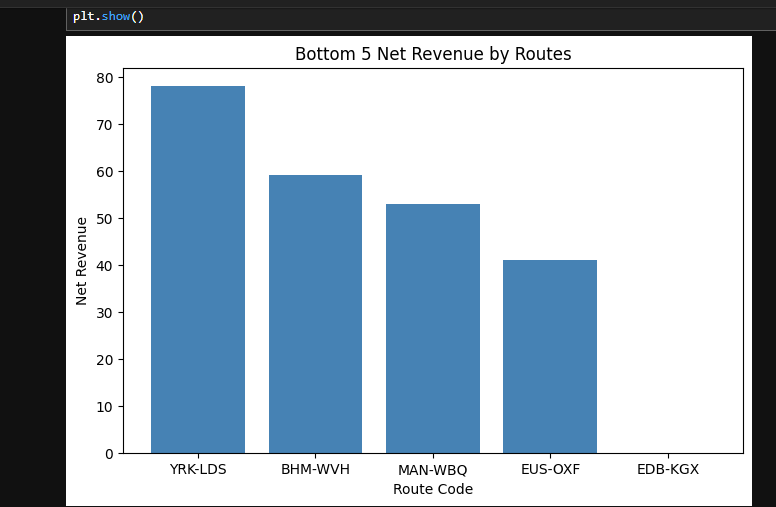 plt.show()
Bottom 5 Net Revenue by Routes
80
70
60
50
40
30
20
10
0
Net Revenue
YRK-LDS BHM-WVH MAN-WBQ EUS-OXF EDB-KGX
Route Code